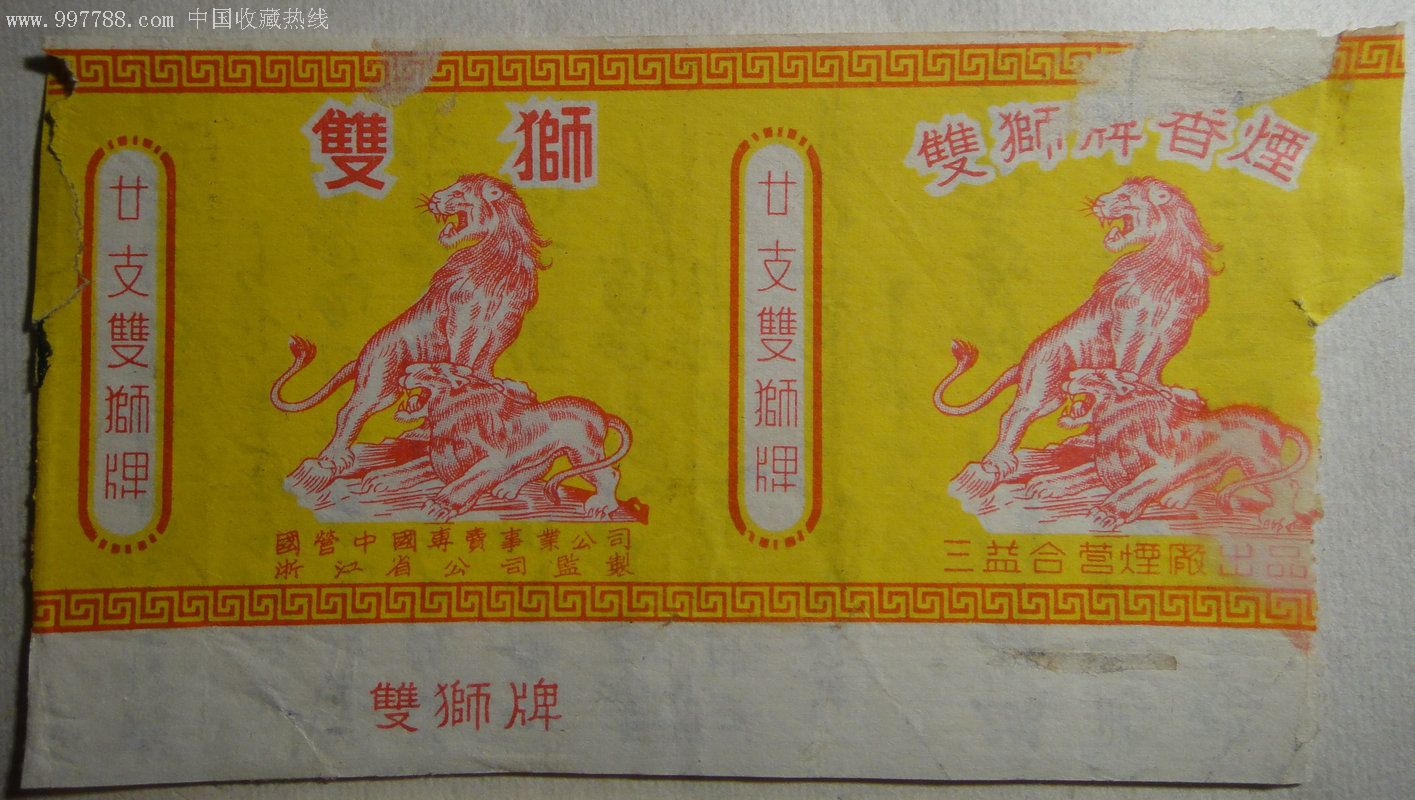 www.997788.com 中国收藏热线
廿支雙獅牌
雙獅
國營中國專賣事業公司
浙江省公司監製
廿支雙獅牌
雙獅牌香煙
三益合营煙厰出品
雙獅牌